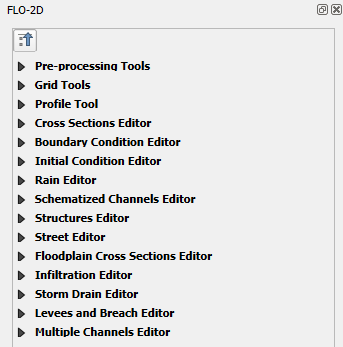 FLO-2D
Pre-processing Tools
Grid Tools
Profile Tool
Cross Sections Editor
Boundary Condition Editor
Initial Condition Editor
Rain Editor
Schematized Channels Editor
Structures Editor
Street Editor
Floodplain Cross Sections Editor
Infiltration Editor
Storm Drain Editor
Levees and Breach Editor
Multiple Channels Editor